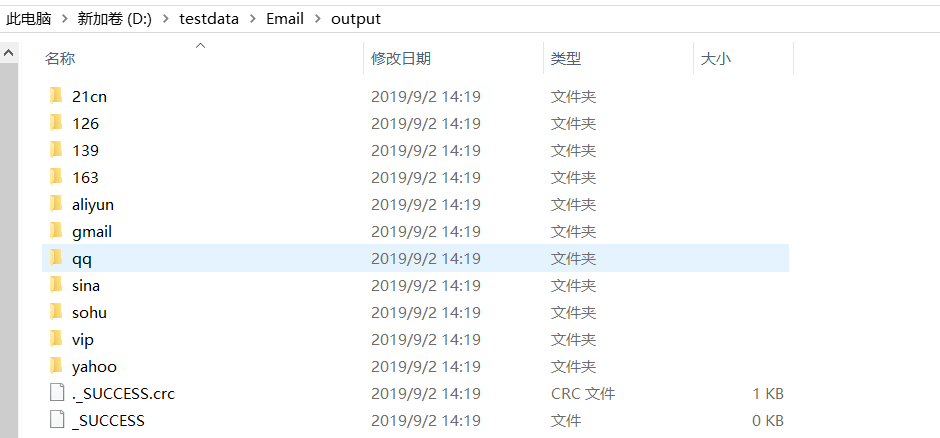 此电脑 > 新加卷 (D:) > testdata > Email > output
名称 修改日期 类型 大小
21cn 2019/9/2 14:19 文件夹
126 2019/9/2 14:19 文件夹
139 2019/9/2 14:19 文件夹
163 2019/9/2 14:19 文件夹
aliyun 2019/9/2 14:19 文件夹
gmail 2019/9/2 14:19 文件夹
qq 2019/9/2 14:19 文件夹
sina 2019/9/2 14:19 文件夹
sohu 2019/9/2 14:19 文件夹
vip 2019/9/2 14:19 文件夹
yahoo 2019/9/2 14:19 文件夹
._SUCCESS.crc 2019/9/2 14:19 CRC 文件 1 KB
_SUCCESS 2019/9/2 14:19 文件 0 KB